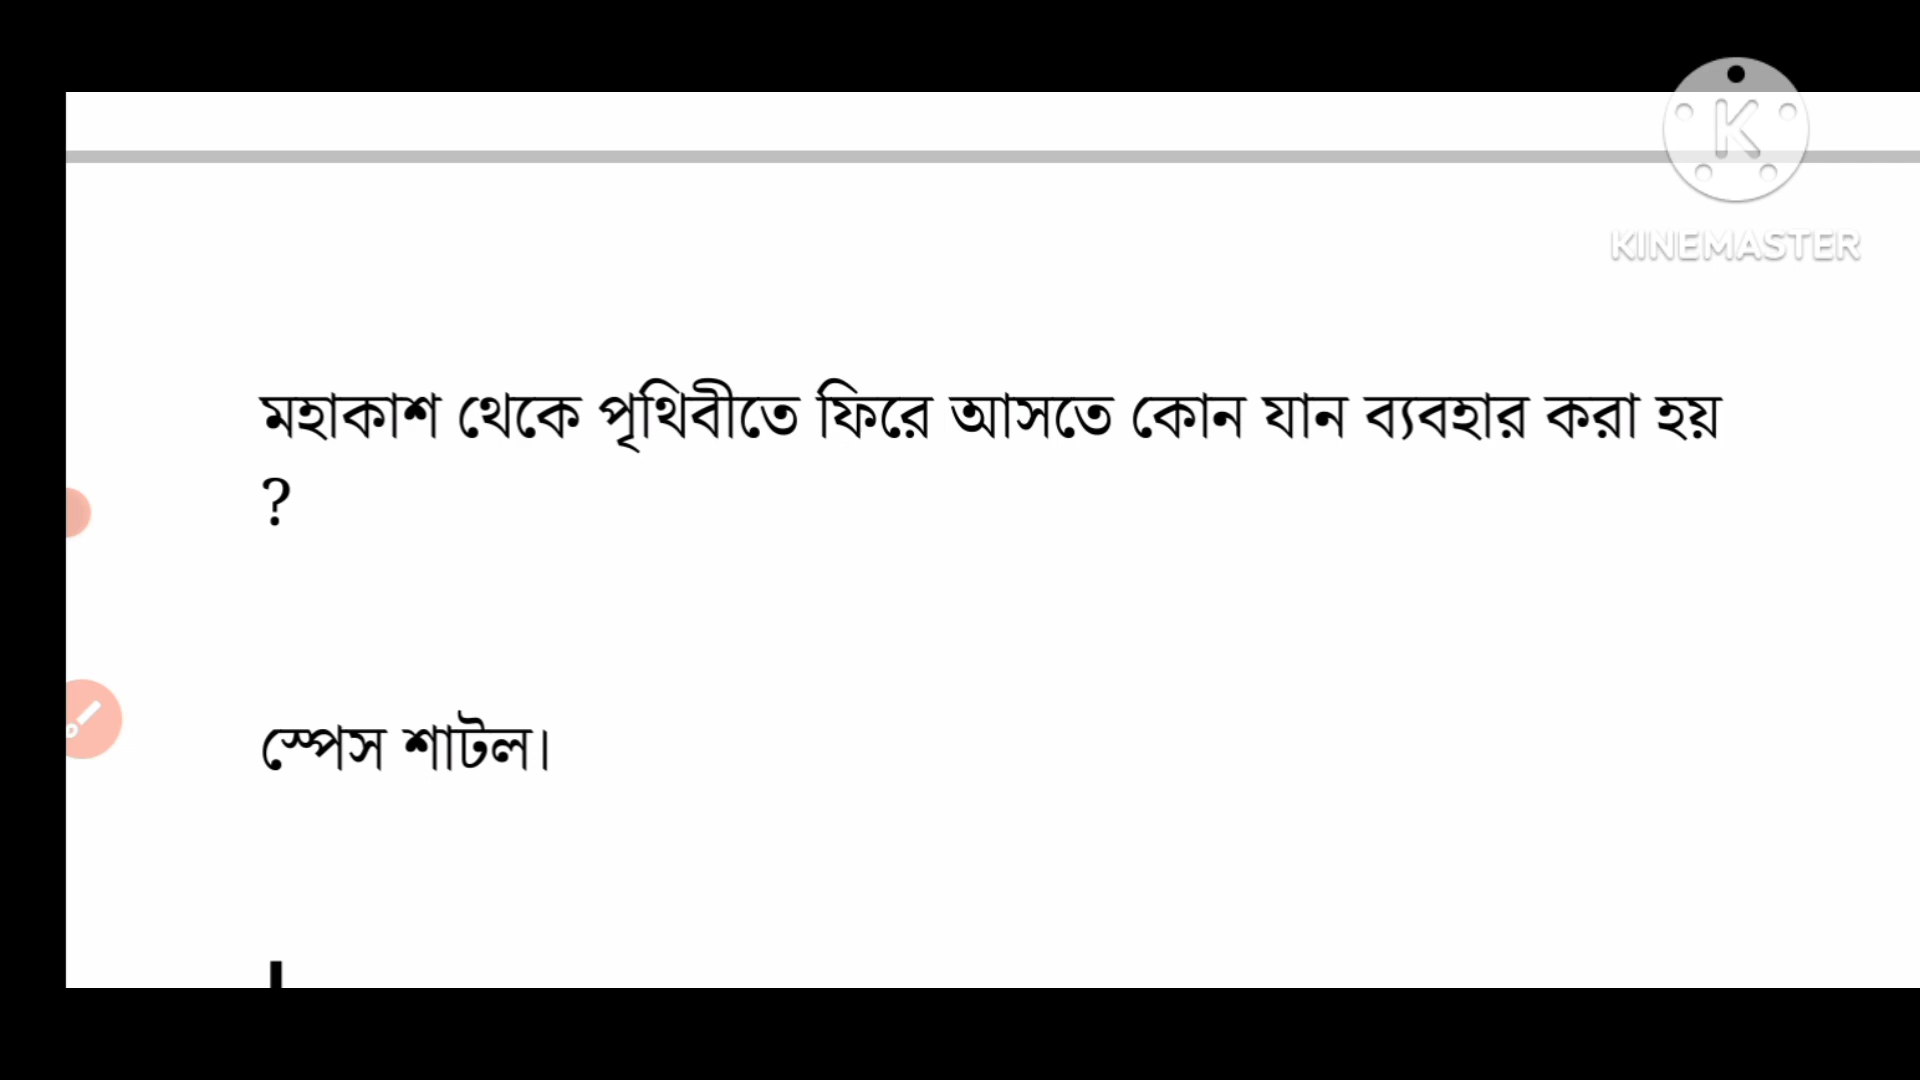 K
KINEMASTER
মহাকাশ থেকে পৃথিবীতে ফিরে আসতে কোন যান ব্যবহার করা হয়
?
স্পেস শাটল।